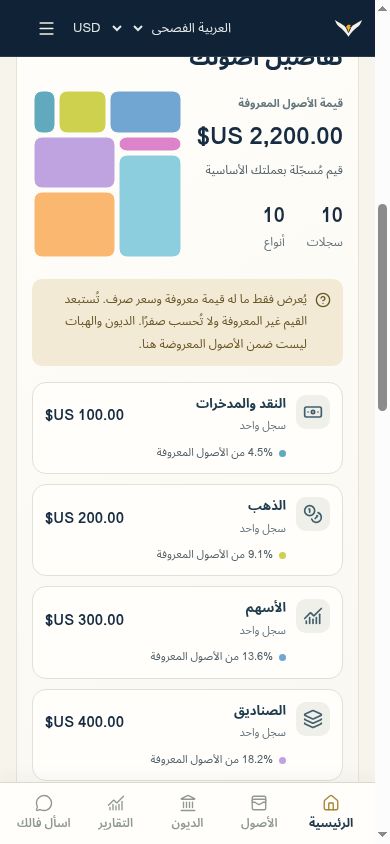 العربية الفصحى
USD
تفاصيل أصولك
قيمة الأصول المعروفة
$US 2,200.00
قيم مُسجّلة بعملتك الأساسية
10
سجلات
10
أنواع
يُعرض فقط ما له قيمة معروفة وسعر صرف. تُستبعد
القيم غير المعروفة ولا تُحسب صفرًا. الديون والهبات
ليست ضمن الأصول المعروضة هنا.
النقد والمدخرات
$US 100.00
سجل واحد
4.5% من الأصول المعروفة
الذهب
$US 200.00
سجل واحد
9.1% من الأصول المعروفة
الأسهم
$US 300.00
سجل واحد
13.6% من الأصول المعروفة
الصناديق
$US 400.00
سجل واحد
18.2% من الأصول المعروفة
الرئيسية
الأصول
الديون
التقارير
اسأل فالك